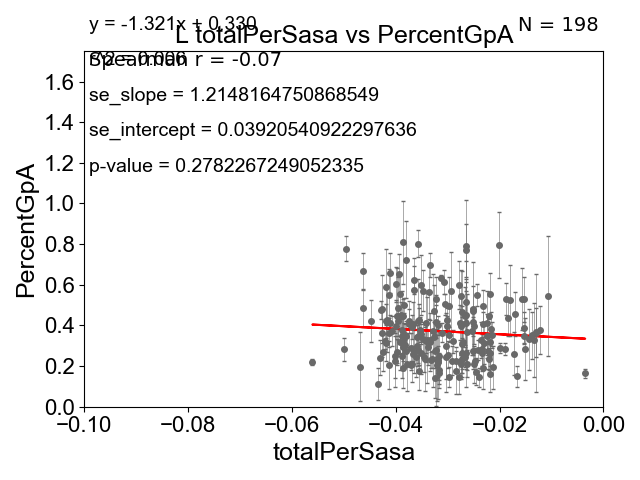 y = -1.321x + 0.330
N = 198
L totalPerSasa vs PercentGpA
Spearman r = -0.07
se_slope = 1.2148164750868549
se_intercept = 0.03920540922297636
p-value = 0.2782267249052335
PercentGpA
1.6
1.4
1.2
1.0
0.8
0.6
0.4
0.2
0.0
−0.10
−0.08
−0.06
−0.04
−0.02
0.00
totalPerSasa